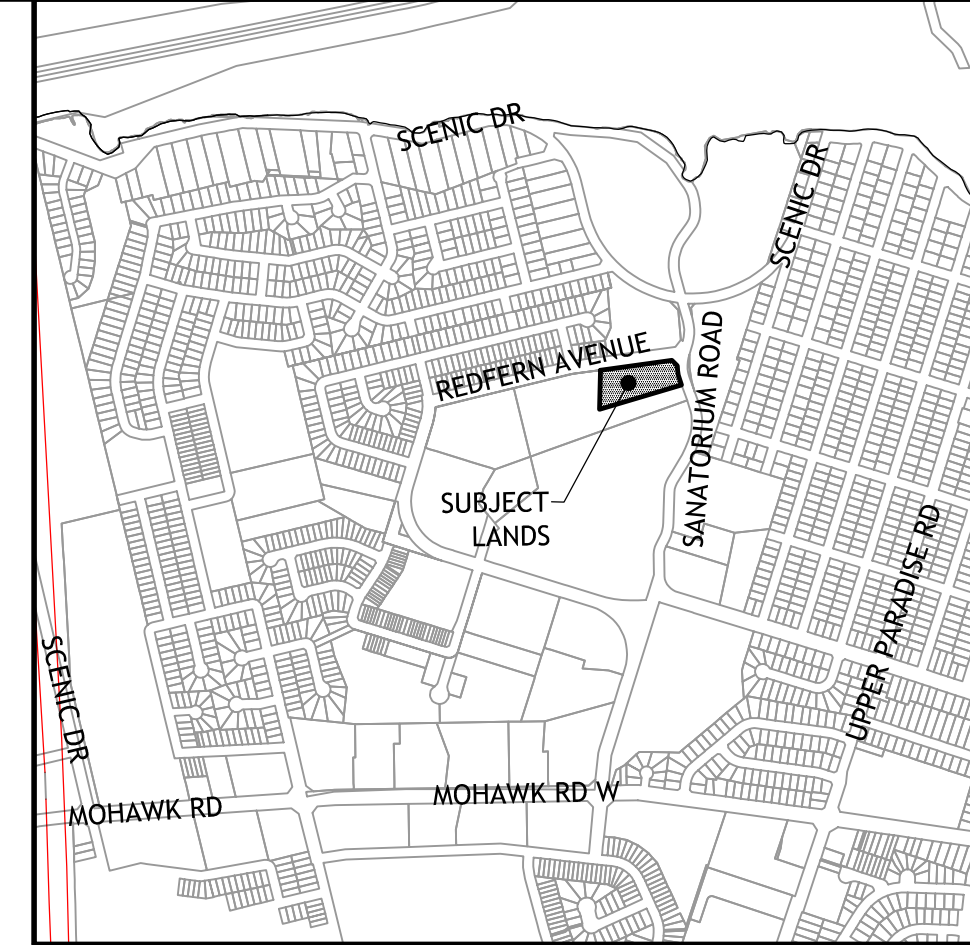 SCENIC DR
SCENIC DR
SANATORIUM ROAD
REDFERN AVENUE
SUBJECT
LANDS
UPPER PARADISE RD
SCENIC DR
MOHAWK RD
MOHAWK RD W